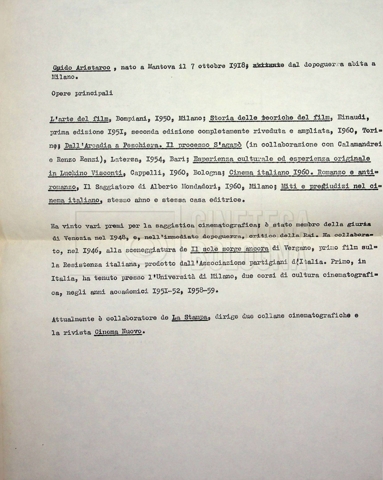 Guido Aristarco , nato a Mantova il 7 ottobre 1918; abitante dal dopoguerra abita a
Milano.
Opere principali
L'arte del film, Bompiani, 1950, Milano; Storia delle teoriche del film, Einaudi,
prima edizione 1951, seconda edizione completamente riveduta e ampliata, 1960, Tori-
no; Dall'Arcadia a Peschiera. Il processo S'agapò (in collaborazione con Calamandrei
e Renzo Renzi), Laterza, 1954, Bari; Esperienza culturale ed esperienza originale
in Luchino Visconti, Cappelli, 1960, Bologna; Cinema italiano 1960. Romanzo e anti-
romanzo, Il Saggiatore di Alberto Mondadori, 1960, Milano; Miti e pregiudizi nel ci-
nema italiano, stesso anno e stessa casa editrice.
Ha vinto vari premi per la saggistica cinematografica; è stato membro della giuria
di Venezia nel 1948, e, nell'immediato dopoguerra, critico della Rai. Ha collabora-
to, nel 1946, alla sceneggiatura de Il sole sorge ancora di Vergano, primo film sul-
la Resistenza italiana, prodotto dall'Associazione partigiani d'Italia. Primo, in
Italia, ha tenuto presso l'Università di Milano, due corsi di cultura cinematografi-
ca, negli anni accademici 1951-52, 1958-59.
Attualmente è collaboratore de La Stampa, dirige due collane cinematografiche e
la rivista Cinema Nuovo.
CINETECA